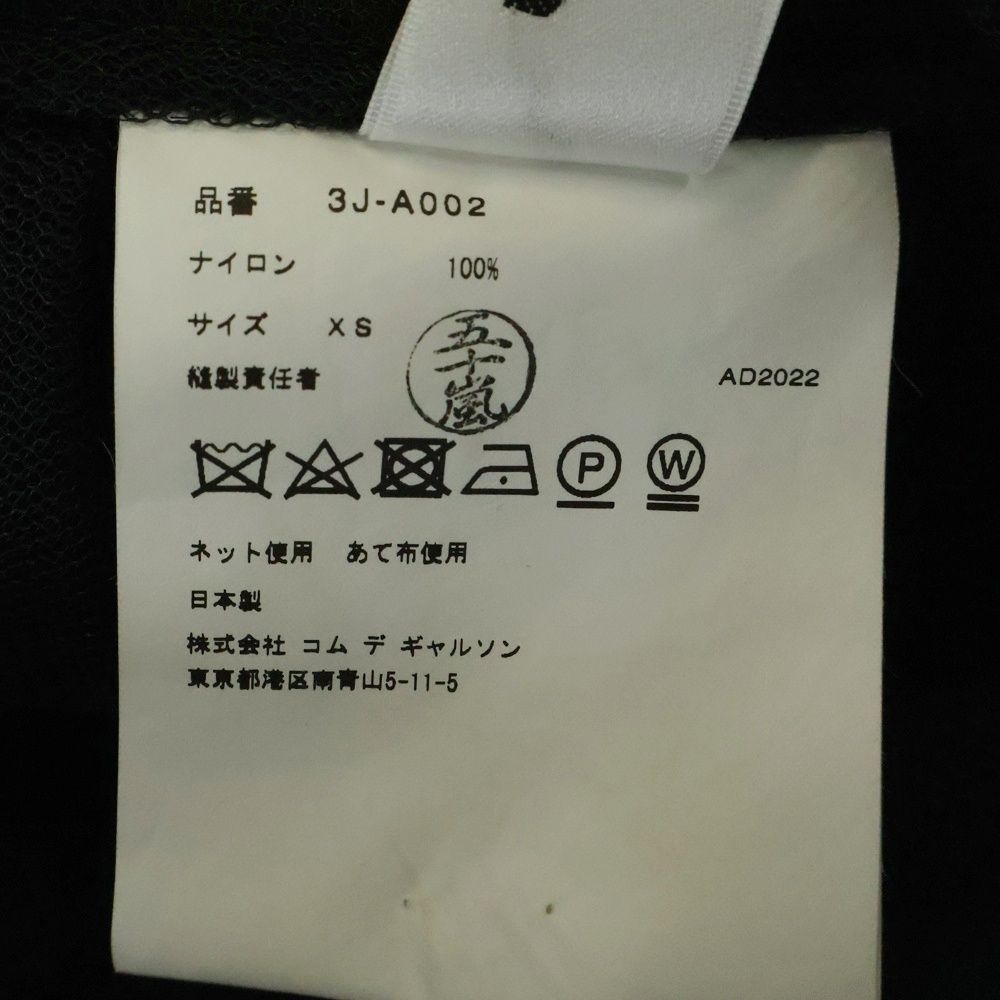 品番 3J-A002
ナイロン 100%
サイズ XS
縫製責任者 五十嵐
AD2022
P W
ネット使用 あて布使用
日本製
株式会社 コム デ ギャルソン
東京都港区南青山5-11-5